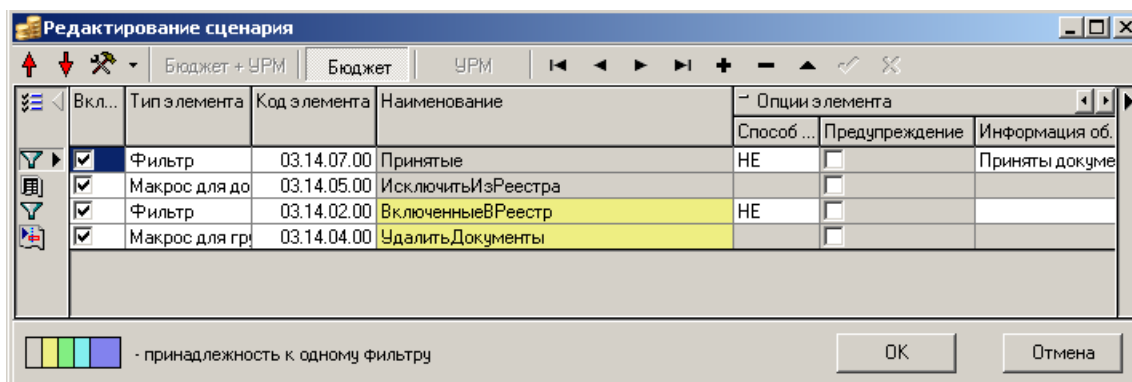 Редактирование сценария
Бюджет + УРМ Бюджет УРМ
Вкл... Тип элемента Код элемента Наименование Опции элемента
Способ ... Предупреждение Информация об.
Фильтр 03.14.07.00 Принятые НЕ Приняты докуме
Макрос для до 03.14.05.00 ИсключитьИзРеестра
Фильтр 03.14.02.00 ВключенныеВРеестр НЕ
Макрос для гру 03.14.04.00 УдалитьДокументы
- принадлежность к одному фильтру OK Отмена